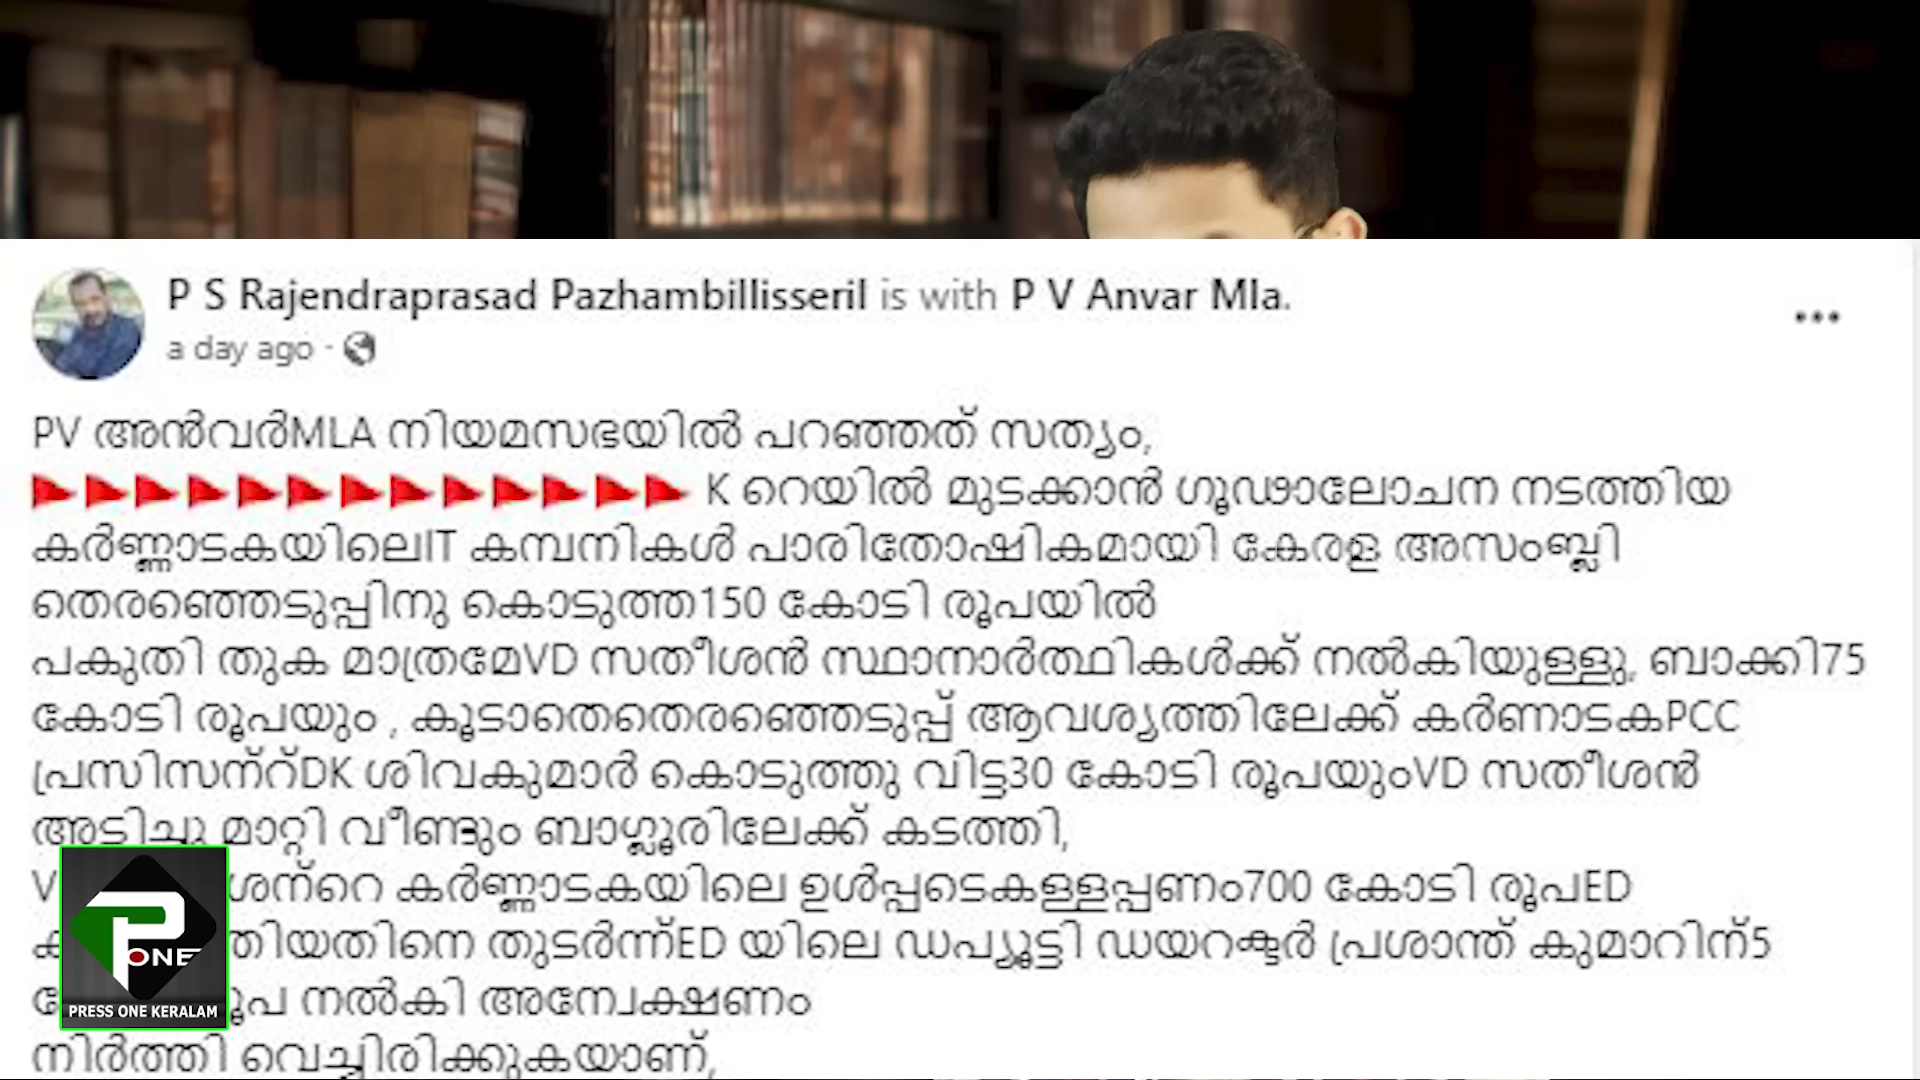 P S Rajendraprasad Pazhambillisseril is with P V Anvar Mla.
a day ago ·
PV അൻവർMLA നിയമസഭയിൽ പറഞ്ഞത് സത്യം,
K റെയിൽ മുടക്കാൻ ഗൂഢാലോചന നടത്തിയ
കർണ്ണാടകയിലെIT കമ്പനികൾ പാരിതോഷികമായി കേരള അസംബ്ലി
തെരഞ്ഞെടുപ്പിനു കൊടുത്ത150 കോടി രൂപയിൽ
പകുതി തുക മാത്രമേVD സതീശൻ സ്ഥാനാർത്ഥികൾക്ക് നൽകിയുള്ളു, ബാക്കി75
കോടി രൂപയും , കൂടാതെതെരഞ്ഞെടുപ്പ് ആവശ്യത്തിലേക്ക് കർണാടകPCC
പ്രസിസന്റ്DK ശിവകുമാർ കൊടുത്തു വിട്ട30 കോടി രൂപയുംVD സതീശൻ
അടിച്ചു മാറ്റി വീണ്ടും ബാഗ്ലൂരിലേക്ക് കടത്തി,
കർണ്ണാടകയിലെ ഉൾപ്പടെകള്ളപ്പണം700 കോടി രൂപED
തുടർന്ന്ED യിലെ ഡപ്യൂട്ടി ഡയറക്ടർ പ്രശാന്ത് കുമാറിന്5
നൽകി അന്വേക്ഷണം
നിർത്തി വെച്ചിരിക്കുകയാണ്,
P ONE
PRESS ONE KERALAM